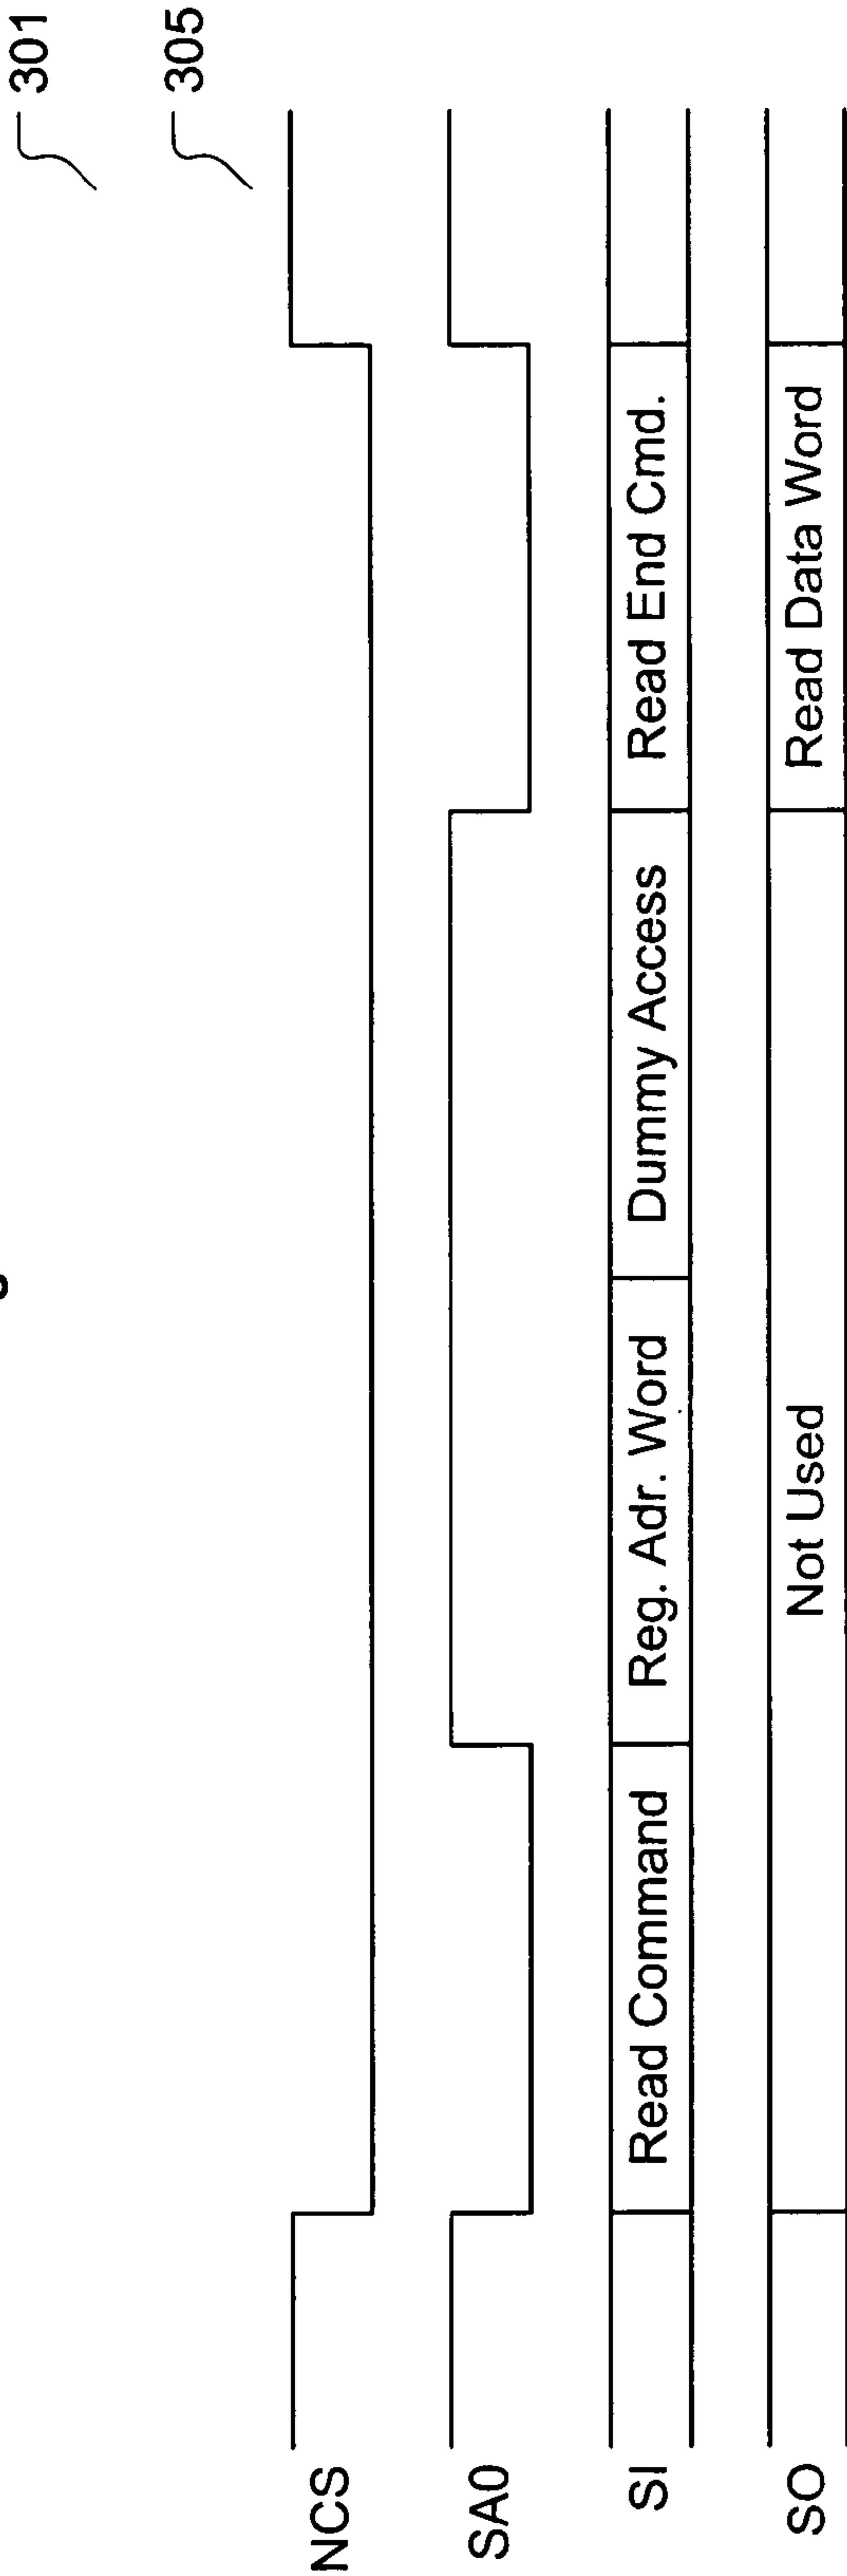 301
305
NCS
SA0
SI Read Command Reg. Adr. Word Dummy Access Read End Cmd.
SO Not Used Read Data Word